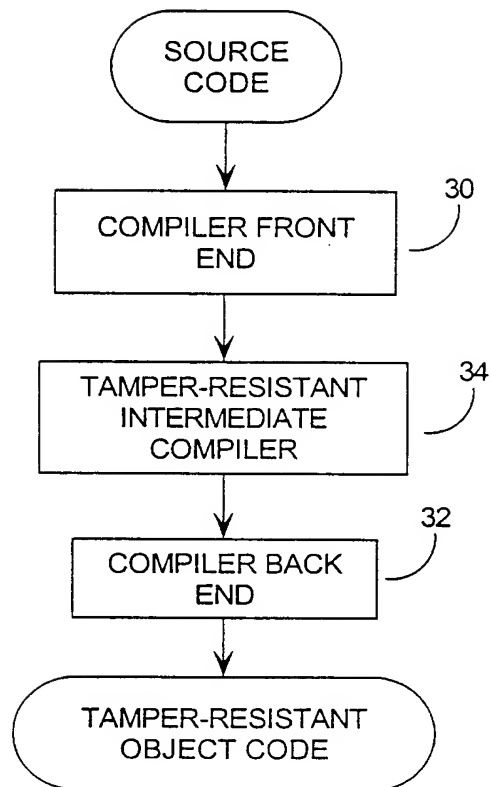 SOURCE
CODE
30
COMPILER FRONT
END
34
TAMPER-RESISTANT
INTERMEDIATE
COMPILER
32
COMPILER BACK
END
TAMPER-RESISTANT
OBJECT CODE